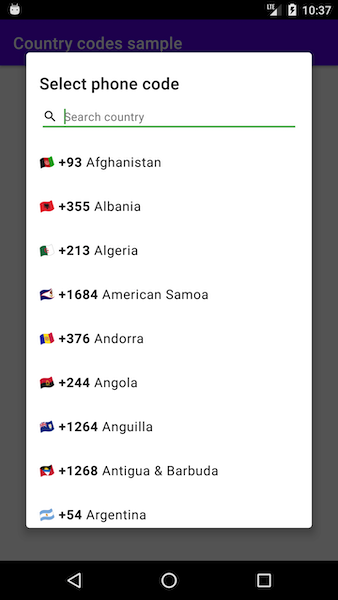 LTE 10:37
Country codes sample
Select phone code
Search country
+93 Afghanistan
+355 Albania
+213 Algeria
+1684 American Samoa
+376 Andorra
+244 Angola
+1264 Anguilla
+1268 Antigua & Barbuda
+54 Argentina